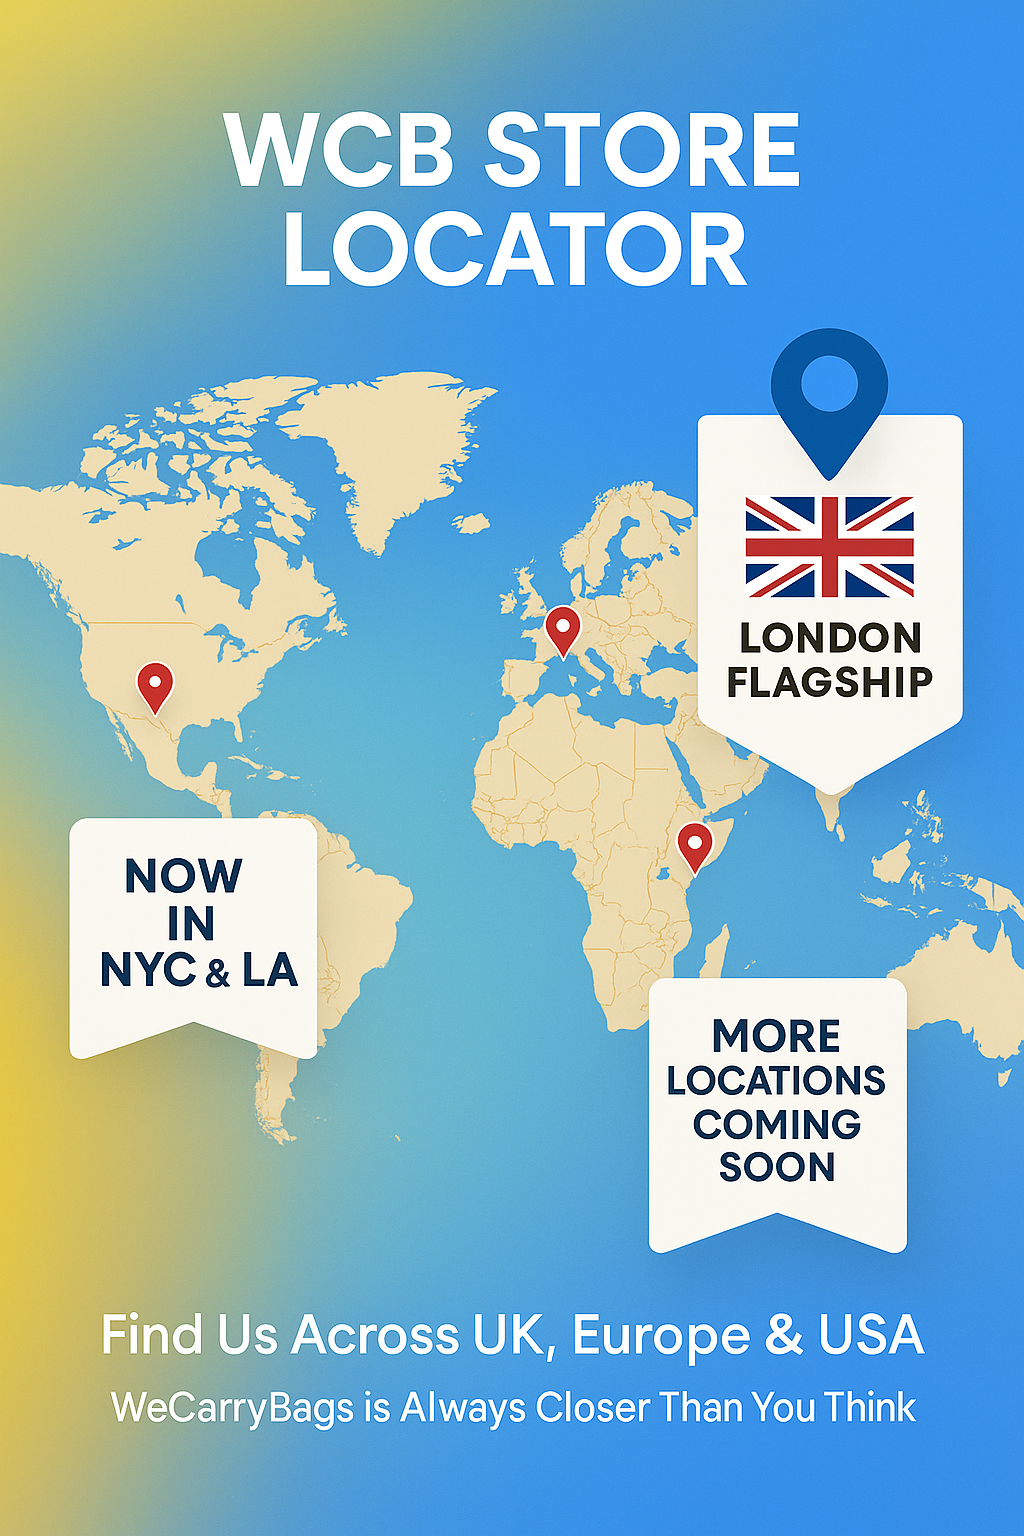 WCB STORE
LOCATOR
LONDON
FLAGSHIP
NOW
IN
NYC & LA
MORE
LOCATIONS
COMING
SOON
Find Us Across UK, Europe & USA
WeCarryBags is Always Closer Than You Think